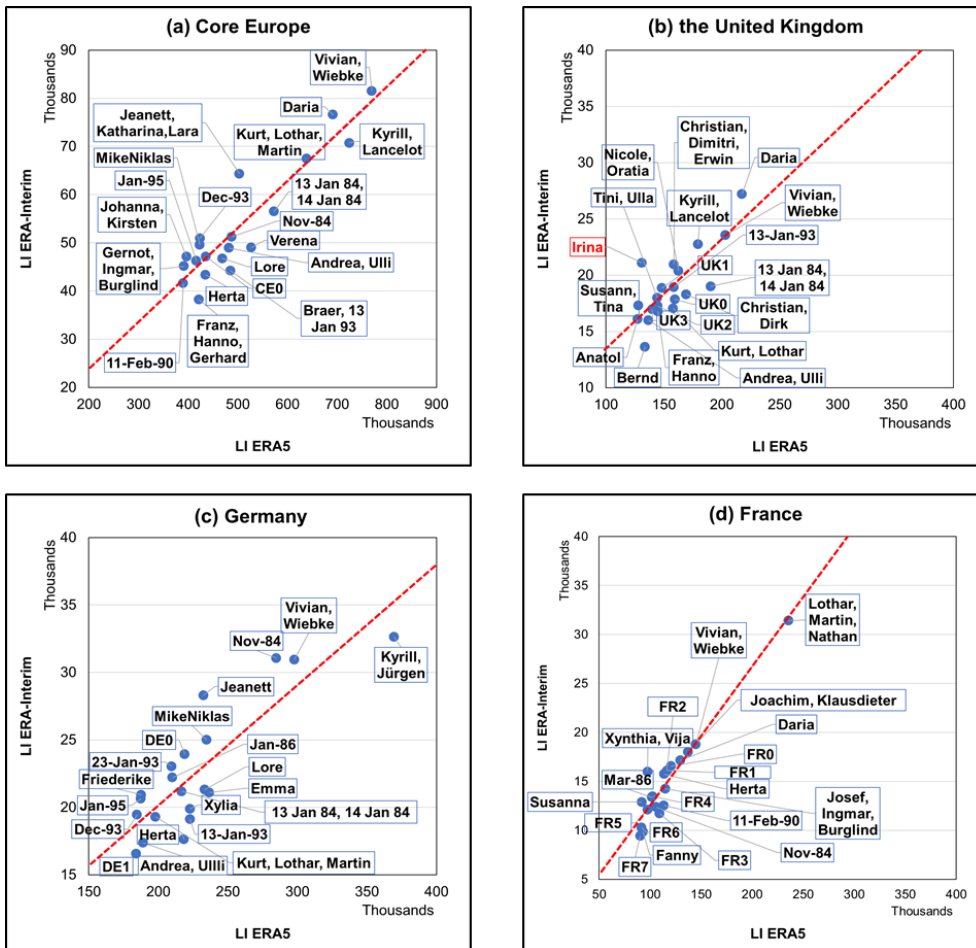 (a) Core Europe
Thousands
LI ERA-Interim
90
80
70
60
50
40
30
20
Vivian,
Wiebke
Daria
Jeanett,
Katharina,Lara
Kurt, Lothar,
Martin
Kyrill,
Lancelot
MikeNiklas
Jan-95
Dec-93
13 Jan 84,
14 Jan 84
Johanna,
Kirsten
Nov-84
Verena
Gernot,
Ingmar,
Burglind
Lore
Andrea, Ulli
CE0
Herta
Braer, 13
Jan 93
Franz,
Hanno,
Gerhard
11-Feb-90
200 300 400 500 600 700 800 900
Thousands
LI ERA5
(b) the United Kingdom
Thousands
LI ERA-Interim
40
35
30
25
20
15
10
Christian,
Dimitri,
Erwin
Nicole,
Oratia
Daria
Tini, Ulla
Kyrill,
Lancelot
Vivian,
Wiebke
Irina
13-Jan-93
UK1
13 Jan 84,
14 Jan 84
Susann,
Tina
UK0
Christian,
Dirk
UK3
UK2
Anatol
Kurt, Lothar
Bernd
Franz,
Hanno
Andrea, Ulli
100 150 200 250 300 350 400
Thousands
LI ERA5
(c) Germany
Thousands
LI ERA-Interim
40
35
30
25
20
15
Vivian,
Wiebke
Nov-84
Kyrill,
Jürgen
Jeanett
MikeNiklas
DE0
Jan-86
23-Jan-93
Lore
Friederike
Emma
Jan-95
Xylia
13 Jan 84, 14 Jan 84
Dec-93
Herta
13-Jan-93
DE1
Andrea, Ullli
Kurt, Lothar, Martin
150 200 250 300 350 400
Thousands
LI ERA5
(d) France
Thousands
LI ERA-Interim
40
35
30
25
20
15
10
5
Lothar,
Martin,
Nathan
Vivian,
Wiebke
FR2
Joachim, Klausdieter
Xynthia, Vija
Daria
FR0
Mar-86
FR1
Herta
Susanna
FR4
Josef,
Ingmar,
Burglind
11-Feb-90
FR5
FR6
Nov-84
Fanny
FR3
FR7
50 100 150 200 250 300 350 400
Thousands
LI ERA5